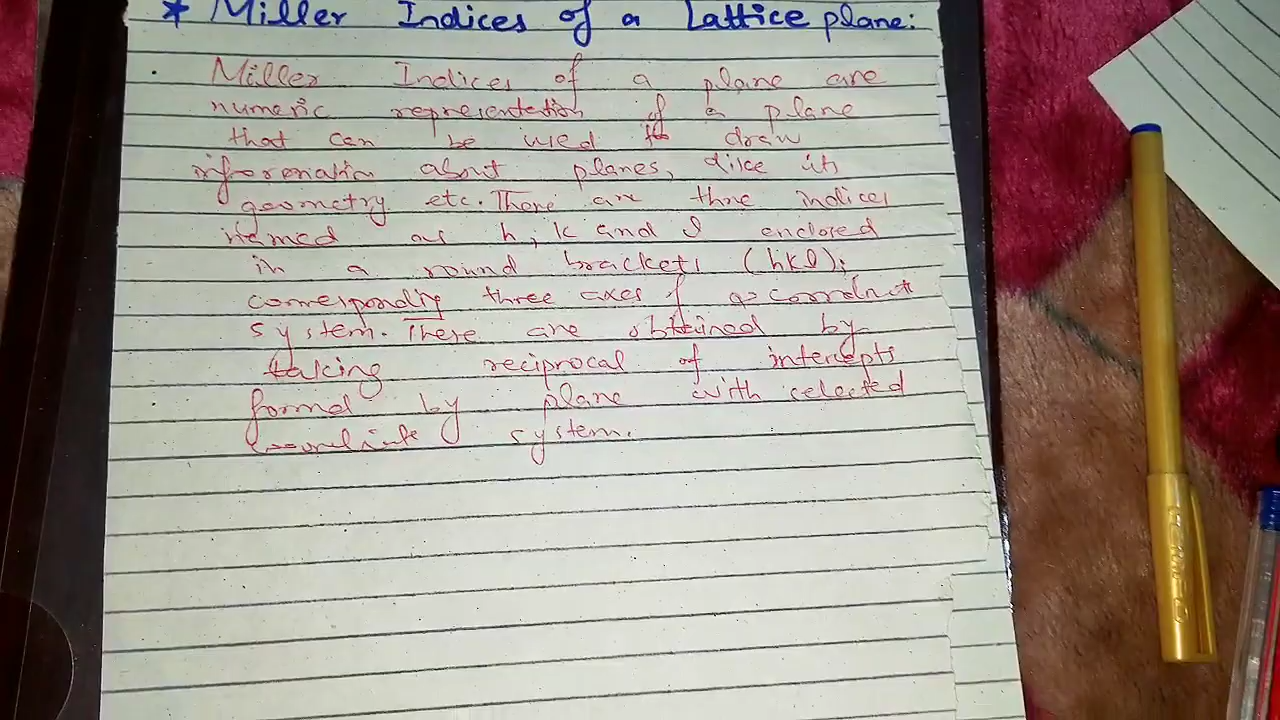 * Miller Indices of a Lattice plane:
. Miller Indices of a plane are
numeric representation of a plane
that can be used to draw
information about planes, like its
geometry etc. There are three indices
named as h, k and l enclosed
in a round brackets (hkl);
corresponding three axes of a coordinat
system. There are obtained by
taking reciprocal of intercepts
formed by plane with selected
system.